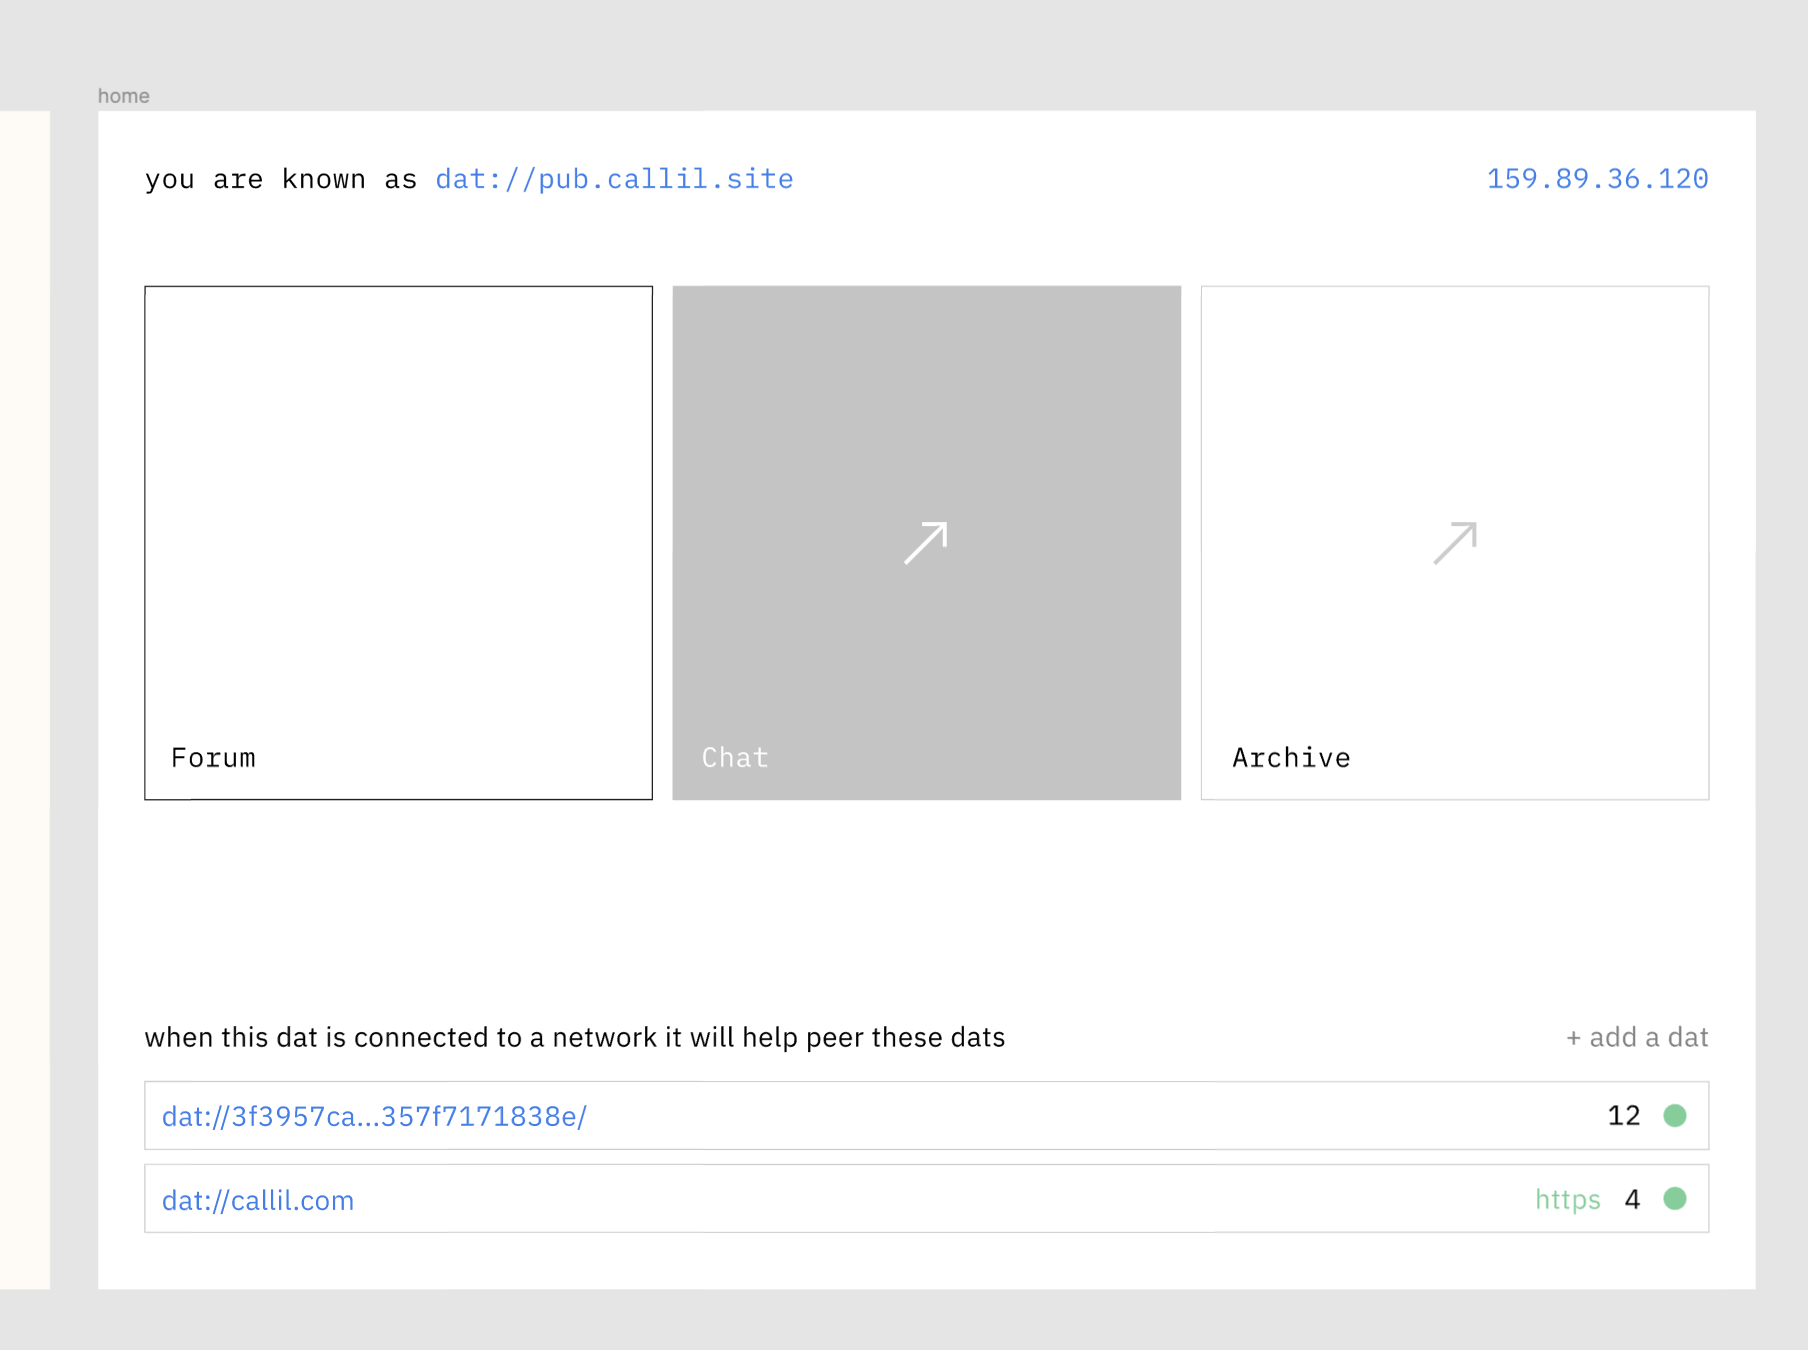 home
you are known as dat://pub.callil.site
159.89.36.120
Forum
Chat
Archive
when this dat is connected to a network it will help peer these dats
+ add a dat
dat://3f3957ca...357f7171838e/
12
dat://callil.com
https 4